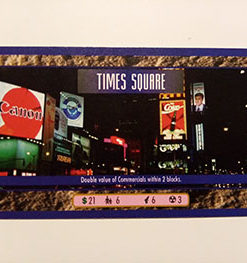 TIMES SQUARE
Canon
Double value of Commercials within 2 blocks.
$21 6 6 3